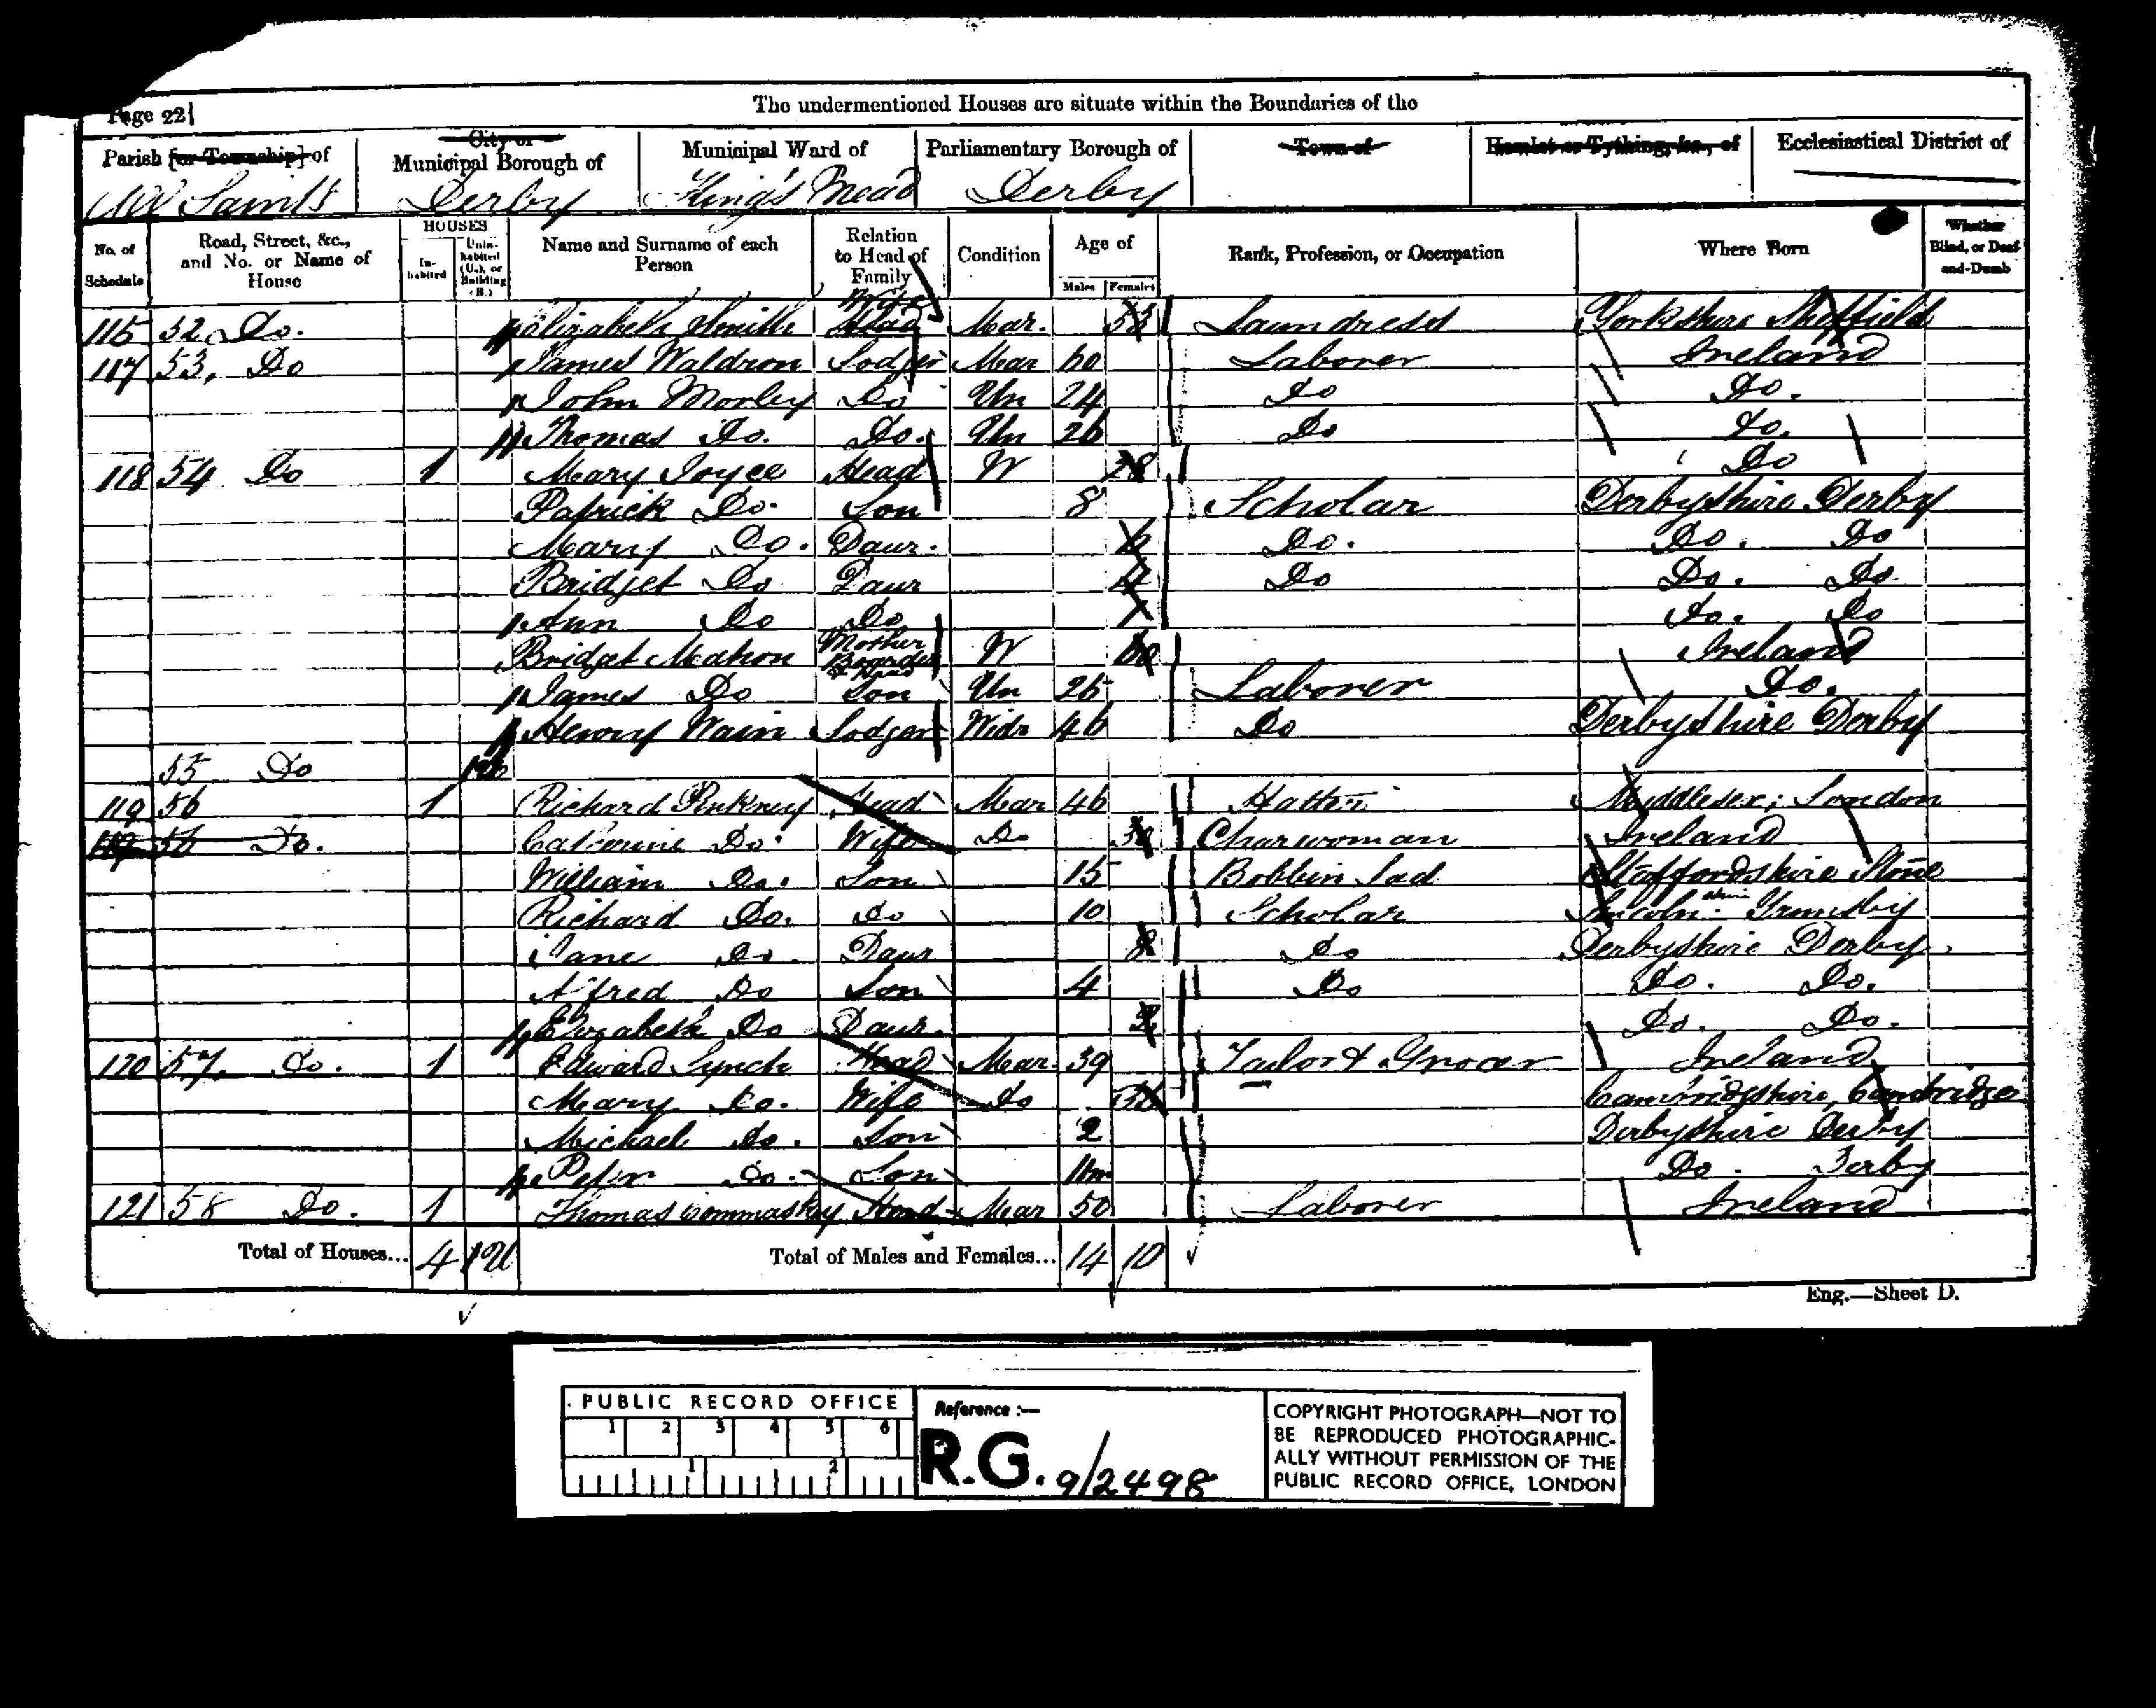 Page 22
The undermentioned Houses are situate within the Boundaries of the
Parish [or Township] of
City or Municipal Borough of
Municipal Ward of
Parliamentary Borough of
Town of
Hamlet or Tything, &c., of
Ecclesiastical District of
All Saints Derby King's Mead Derby
No. of Schedule
Road, Street, &c., and No. or Name of House
HOUSES
Inhabited
Uninhabited (U.), or Building (B.)
Name and Surname of each Person
Relation to Head of Family
Condition
Age of
Males Females
Rank, Profession, or Occupation
Where Born
Whether Blind, or Deaf-and-Dumb
115 52 Do. Elizabeth Smith Wife Head Mar. 53 Laundress Yorkshire Sheffield
117 53, Do James Waldron Lodger Mar 60 Laborer Ireland
John Morley Do Un 24 Do Do.
Thomas Do. Do. Un 26 Do Do.
118 54 Do 1 Mary Joyce Head W 28 Do
Patrick Do. Son 8 Scholar Derbyshire Derby
Mary Do. Daur. 6 Do. Do. Do
Bridget Do Daur 4 Do Do. Do
Ann Do Do Do. Do
Bridget Mahon Mother Boarder & Head W 60 Ireland
James Do Son Un 25 Laborer Do.
Henry Wain Lodger Widr 46 Do Derbyshire Derby
55 Do 1U
119 56 1 Richard Pinkney Head Mar 46 Hatter Middlesex; London
119 56 Do. Catherine Do. Wife Do Charwoman Ireland
William Do. Son 15 Bobbin Lad Staffordshire Stone
Richard Do. Do 10 Scholar Lincolnshire Grimsby
Jane Do. Daur 8 Do Derbyshire Derby
Alfred Do Son 4 Do Do. Do.
Elizabeth Do Daur. 2 Do. Do.
120 57. Do. 1 Edward Lynch Head Mar. 39 Tailor & Grocer Ireland
Mary Do. Wife Do 36 Cambridgshire, Cambridge
Michael Do. Son 2 Derbyshire Derby
Peter Do. Son 11m Do. Derby
121 58 Do. 1 Thomas Commaskey Head Mar 50 Laborer Ireland
Total of Houses... 4 1U Total of Males and Females... 14 10
Eng.—Sheet D.
PUBLIC RECORD OFFICE
1 2 3 4 5 6
1 2
Reference :—
R.G. 9/2498
COPYRIGHT PHOTOGRAPH—NOT TO
BE REPRODUCED PHOTOGRAPHIC-
ALLY WITHOUT PERMISSION OF THE
PUBLIC RECORD OFFICE, LONDON